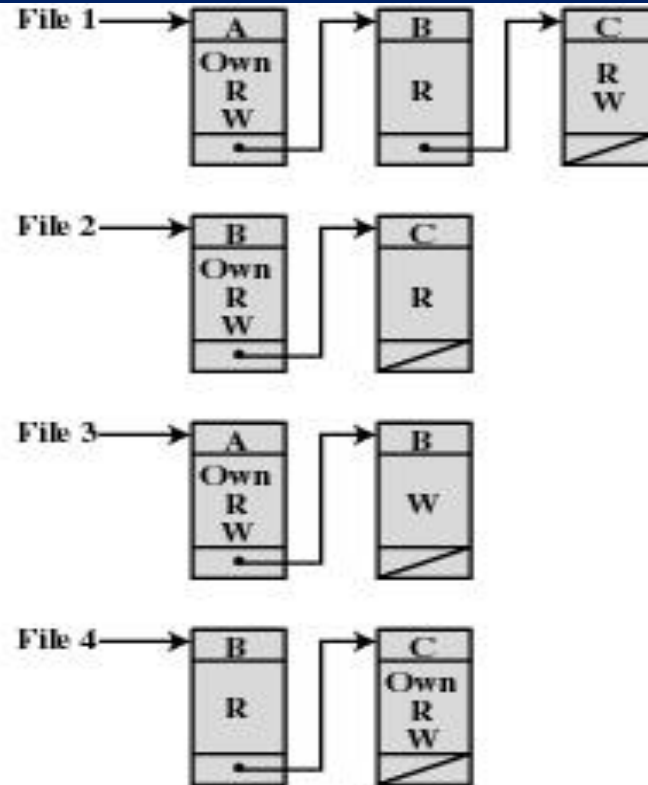 File 1 A B C
Own R R
R W
W
File 2 B C
Own R
R
W
File 3 A B
Own W
R
W
File 4 B C
R Own
R
W